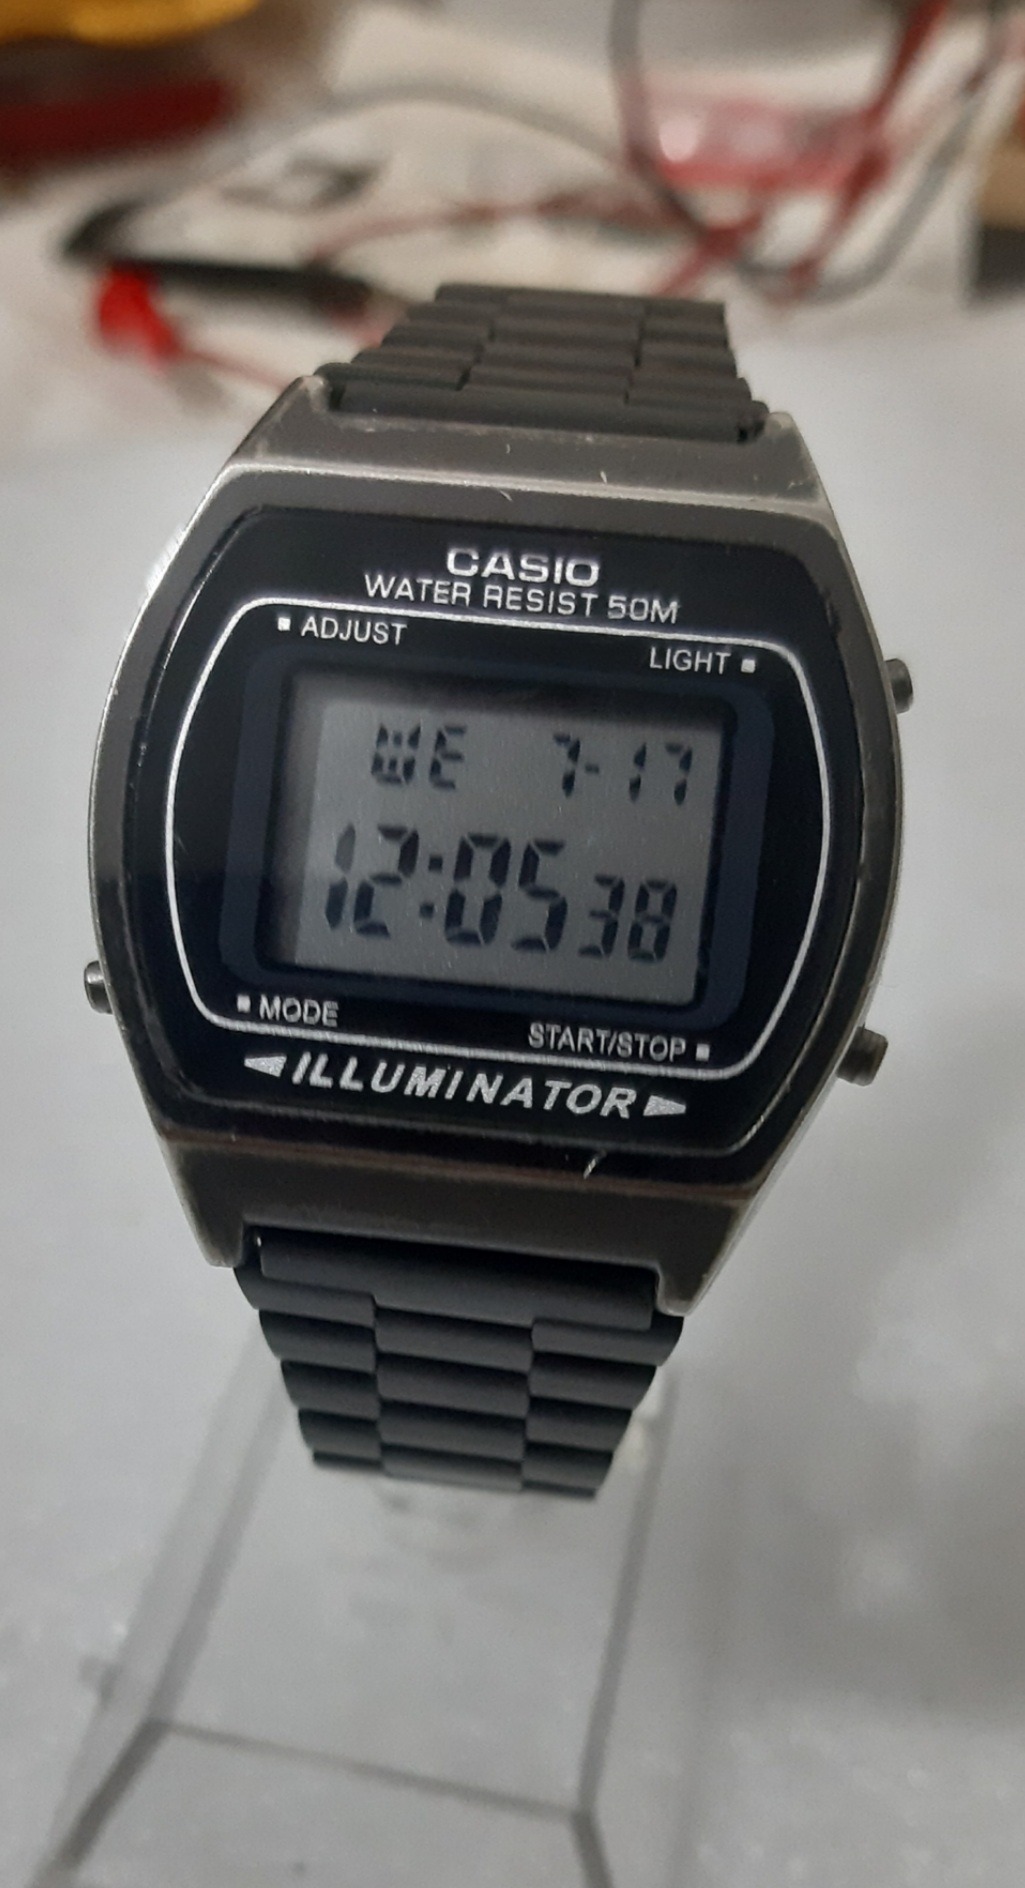 CASIO
WATER RESIST 50M
ADJUST
LIGHT
WE 7-17
12:05 38
MODE
START/STOP
ILLUMINATOR